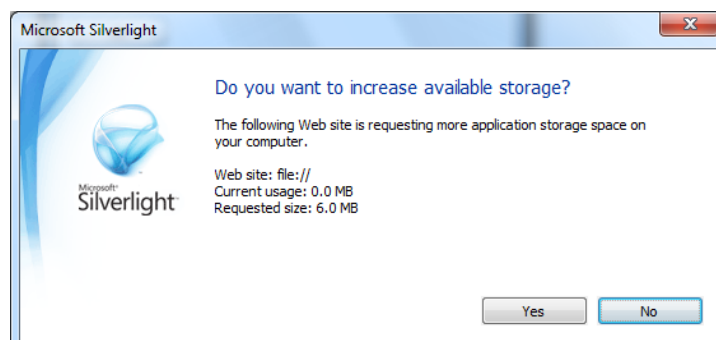 Microsoft Silverlight
Do you want to increase available storage?
The following Web site is requesting more application storage space on
your computer.
Web site: file://
Current usage: 0.0 MB
Requested size: 6.0 MB
Microsoft®
Silverlight™
Yes
No